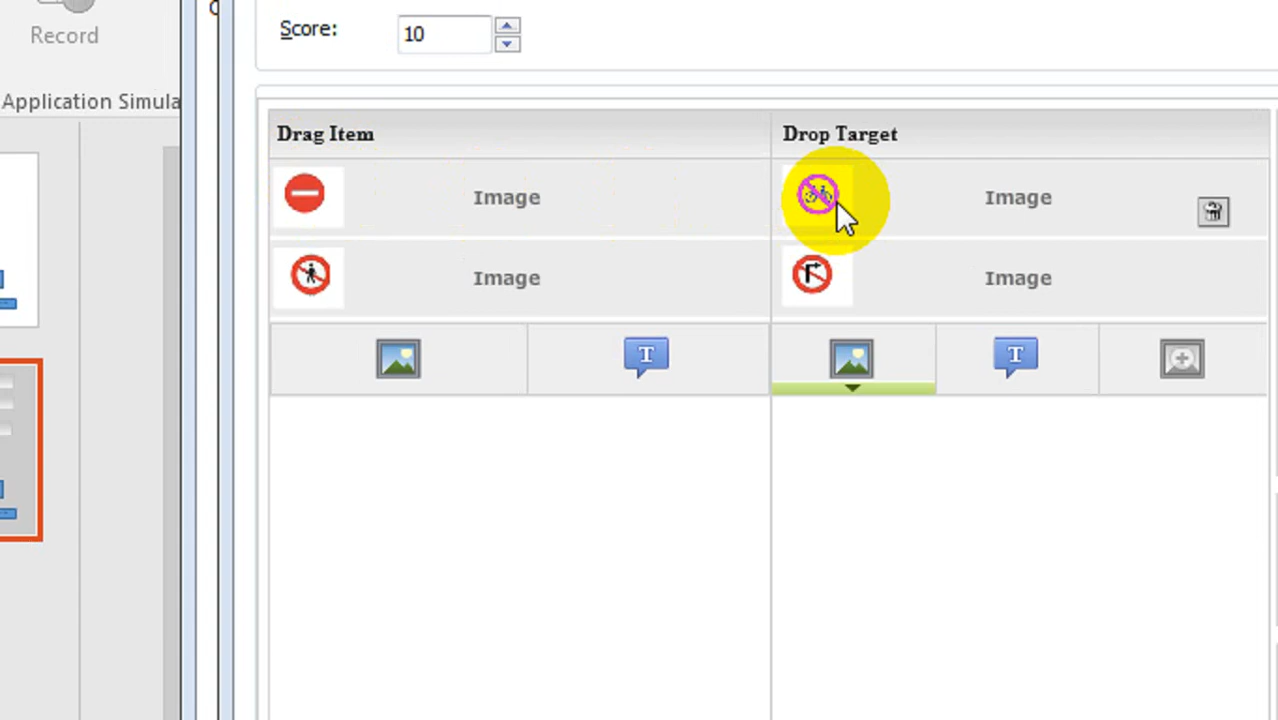 Record
Application Simula
Score:
10
Drag Item
Drop Target
Image
Image
Image
Image
T
T